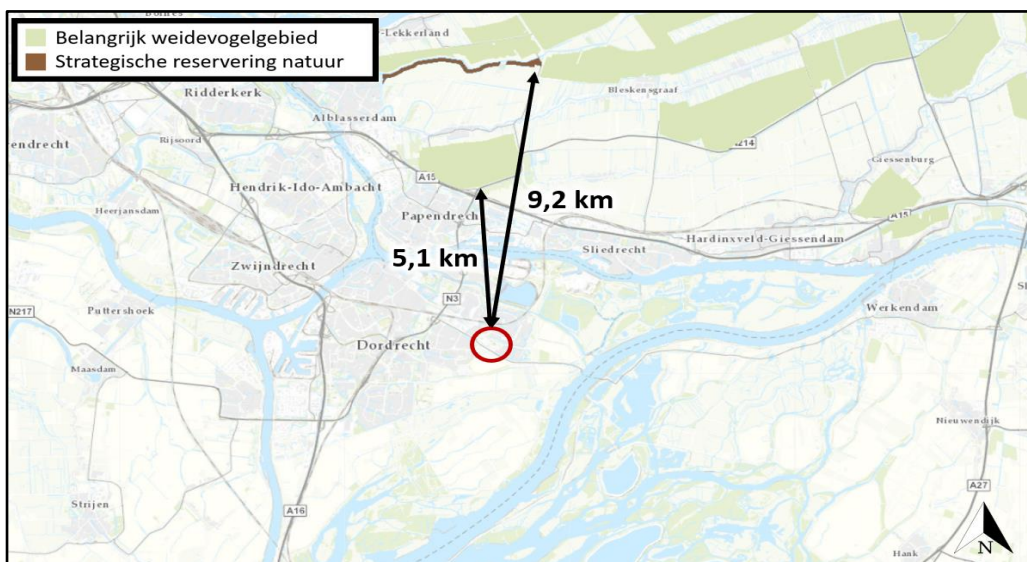 Belangrijk weidevogelgebied
Strategische reservering natuur
-Lekkerland
Ridderkerk
Bleskensgraaf
Alblasserdam
Rijsoord
endrecht
A214
Giessenburg
A15
Hendrik-Ido-Ambacht
9,2 km
Heerjansdam
Papendrech
A15
Hardinxveld-Giessendam
Sliedrecht
5,1 km
Zwijndrecht
N3
Werkendam
N217
Puttershoek
Dordrecht
Maasdam
Nieuwendijk
A27
Strijen
A16
Hank
N